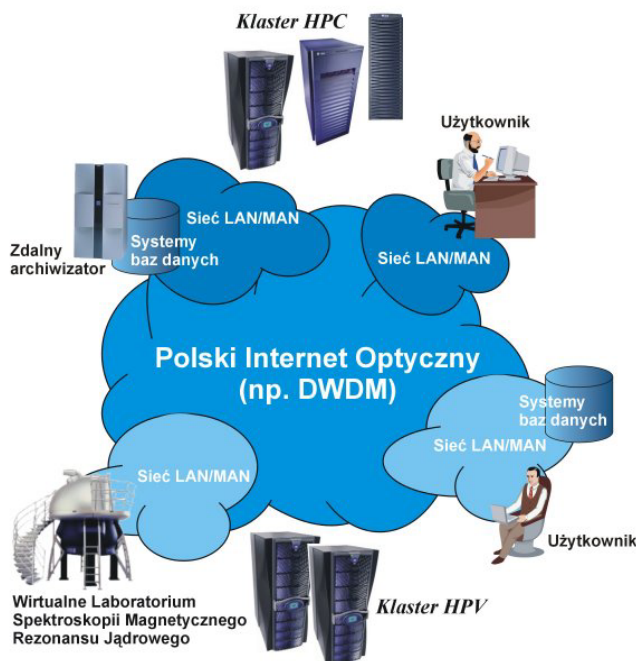 Klaster HPC
Użytkownik
Sieć LAN/MAN
Zdalny
archiwizator
Systemy
baz danych
Sieć LAN/MAN
Polski Internet Optyczny
(np. DWDM)
Systemy
baz danych
Sieć LAN/MAN
Sieć LAN/MAN
Użytkownik
Wirtualne Laboratorium
Spektroskopii Magnetycznego
Rezonansu Jądrowego
Klaster HPV